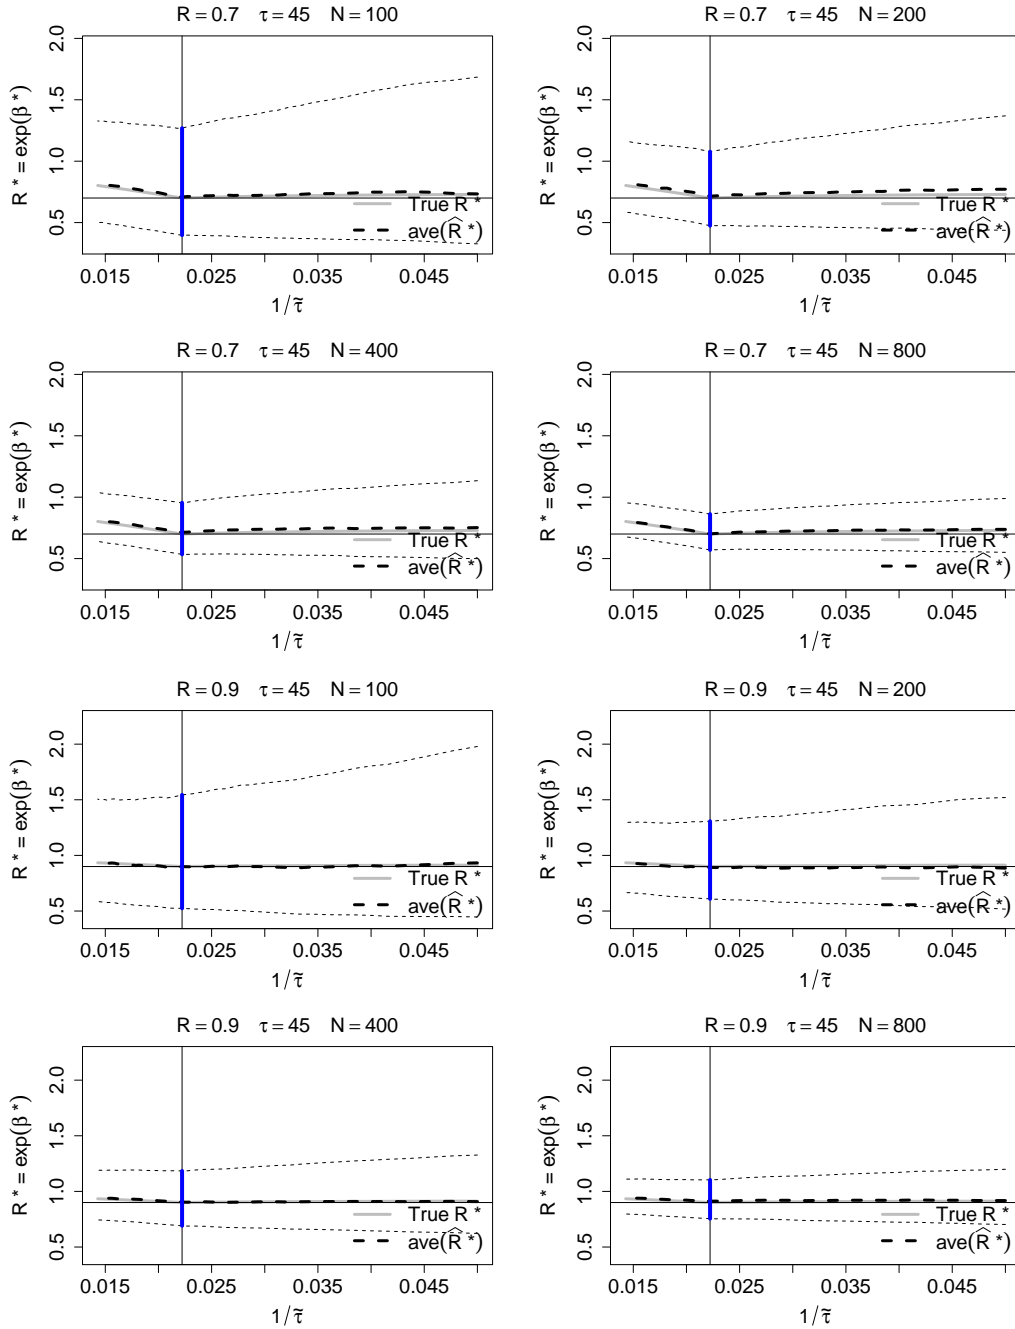 R = 0.7 τ = 45 N = 100
R* = exp(β*)
2.0
1.5
1.0
0.5
True R*
ave(R̂*)
0.015 0.025 0.035 0.045
1/τ̃
R = 0.7 τ = 45 N = 200
R* = exp(β*)
2.0
1.5
1.0
0.5
True R*
ave(R̂*)
0.015 0.025 0.035 0.045
1/τ̃
R = 0.7 τ = 45 N = 400
R* = exp(β*)
2.0
1.5
1.0
0.5
True R*
ave(R̂*)
0.015 0.025 0.035 0.045
1/τ̃
R = 0.7 τ = 45 N = 800
R* = exp(β*)
2.0
1.5
1.0
0.5
True R*
ave(R̂*)
0.015 0.025 0.035 0.045
1/τ̃
R = 0.9 τ = 45 N = 100
R* = exp(β*)
2.0
1.5
1.0
0.5
True R*
ave(R̂*)
0.015 0.025 0.035 0.045
1/τ̃
R = 0.9 τ = 45 N = 200
R* = exp(β*)
2.0
1.5
1.0
0.5
True R*
ave(R̂*)
0.015 0.025 0.035 0.045
1/τ̃
R = 0.9 τ = 45 N = 400
R* = exp(β*)
2.0
1.5
1.0
0.5
True R*
ave(R̂*)
0.015 0.025 0.035 0.045
1/τ̃
R = 0.9 τ = 45 N = 800
R* = exp(β*)
2.0
1.5
1.0
0.5
True R*
ave(R̂*)
0.015 0.025 0.035 0.045
1/τ̃